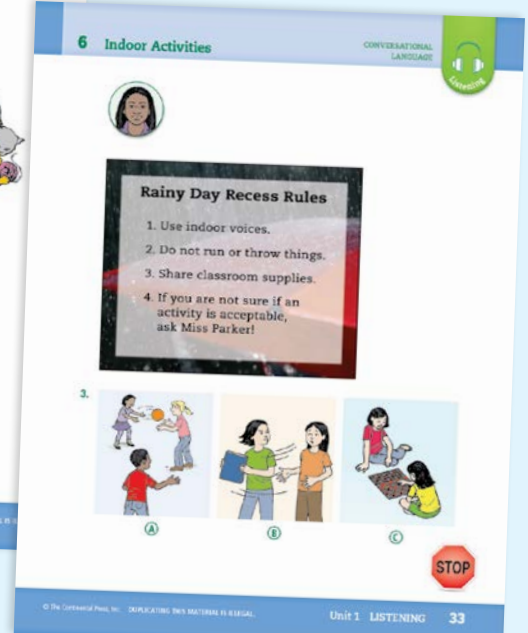 6 Indoor Activities
CONVERSATIONAL
LANGUAGE
Listening
Rainy Day Recess Rules
1. Use indoor voices.
2. Do not run or throw things.
3. Share classroom supplies.
4. If you are not sure if an
activity is acceptable,
ask Miss Parker!
3.
A
B
C
STOP
© The Continental Press, Inc. DUPLICATING THIS MATERIAL IS ILLEGAL.
Unit 1 LISTENING 33